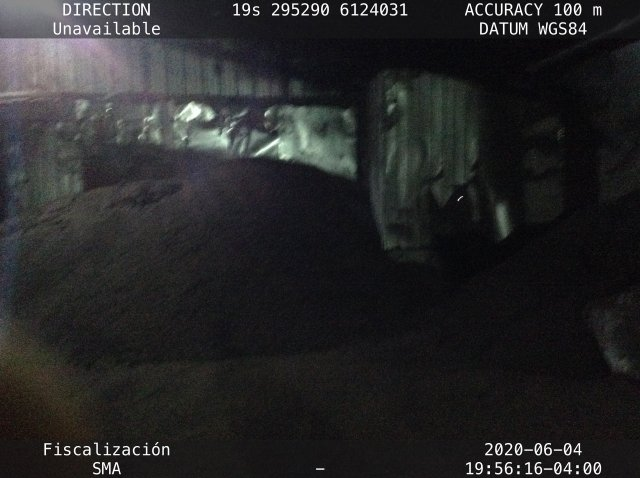 DIRECTION
Unavailable
19s 295290 6124031
ACCURACY 100 m
DATUM WGS84
Fiscalización
SMA
–
2020-06-04
19:56:16-04:00